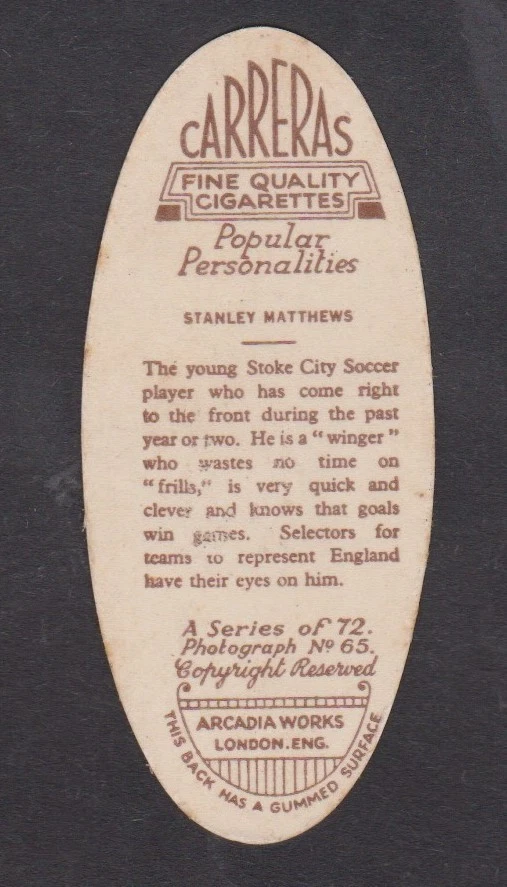 CARRERAS
FINE QUALITY
CIGARETTES
Popular
Personalities
STANLEY MATTHEWS
The young Stoke City Soccer
player who has come right
to the front during the past
year or two. He is a "winger"
who wastes no time on
"frills," is very quick and
clever and knows that goals
win games. Selectors for
teams to represent England
have their eyes on him.
A Series of 72.
Photograph Nº 65.
Copyright Reserved
ARCADIA WORKS
LONDON. ENG.
THIS BACK HAS A GUMMED SURFACE